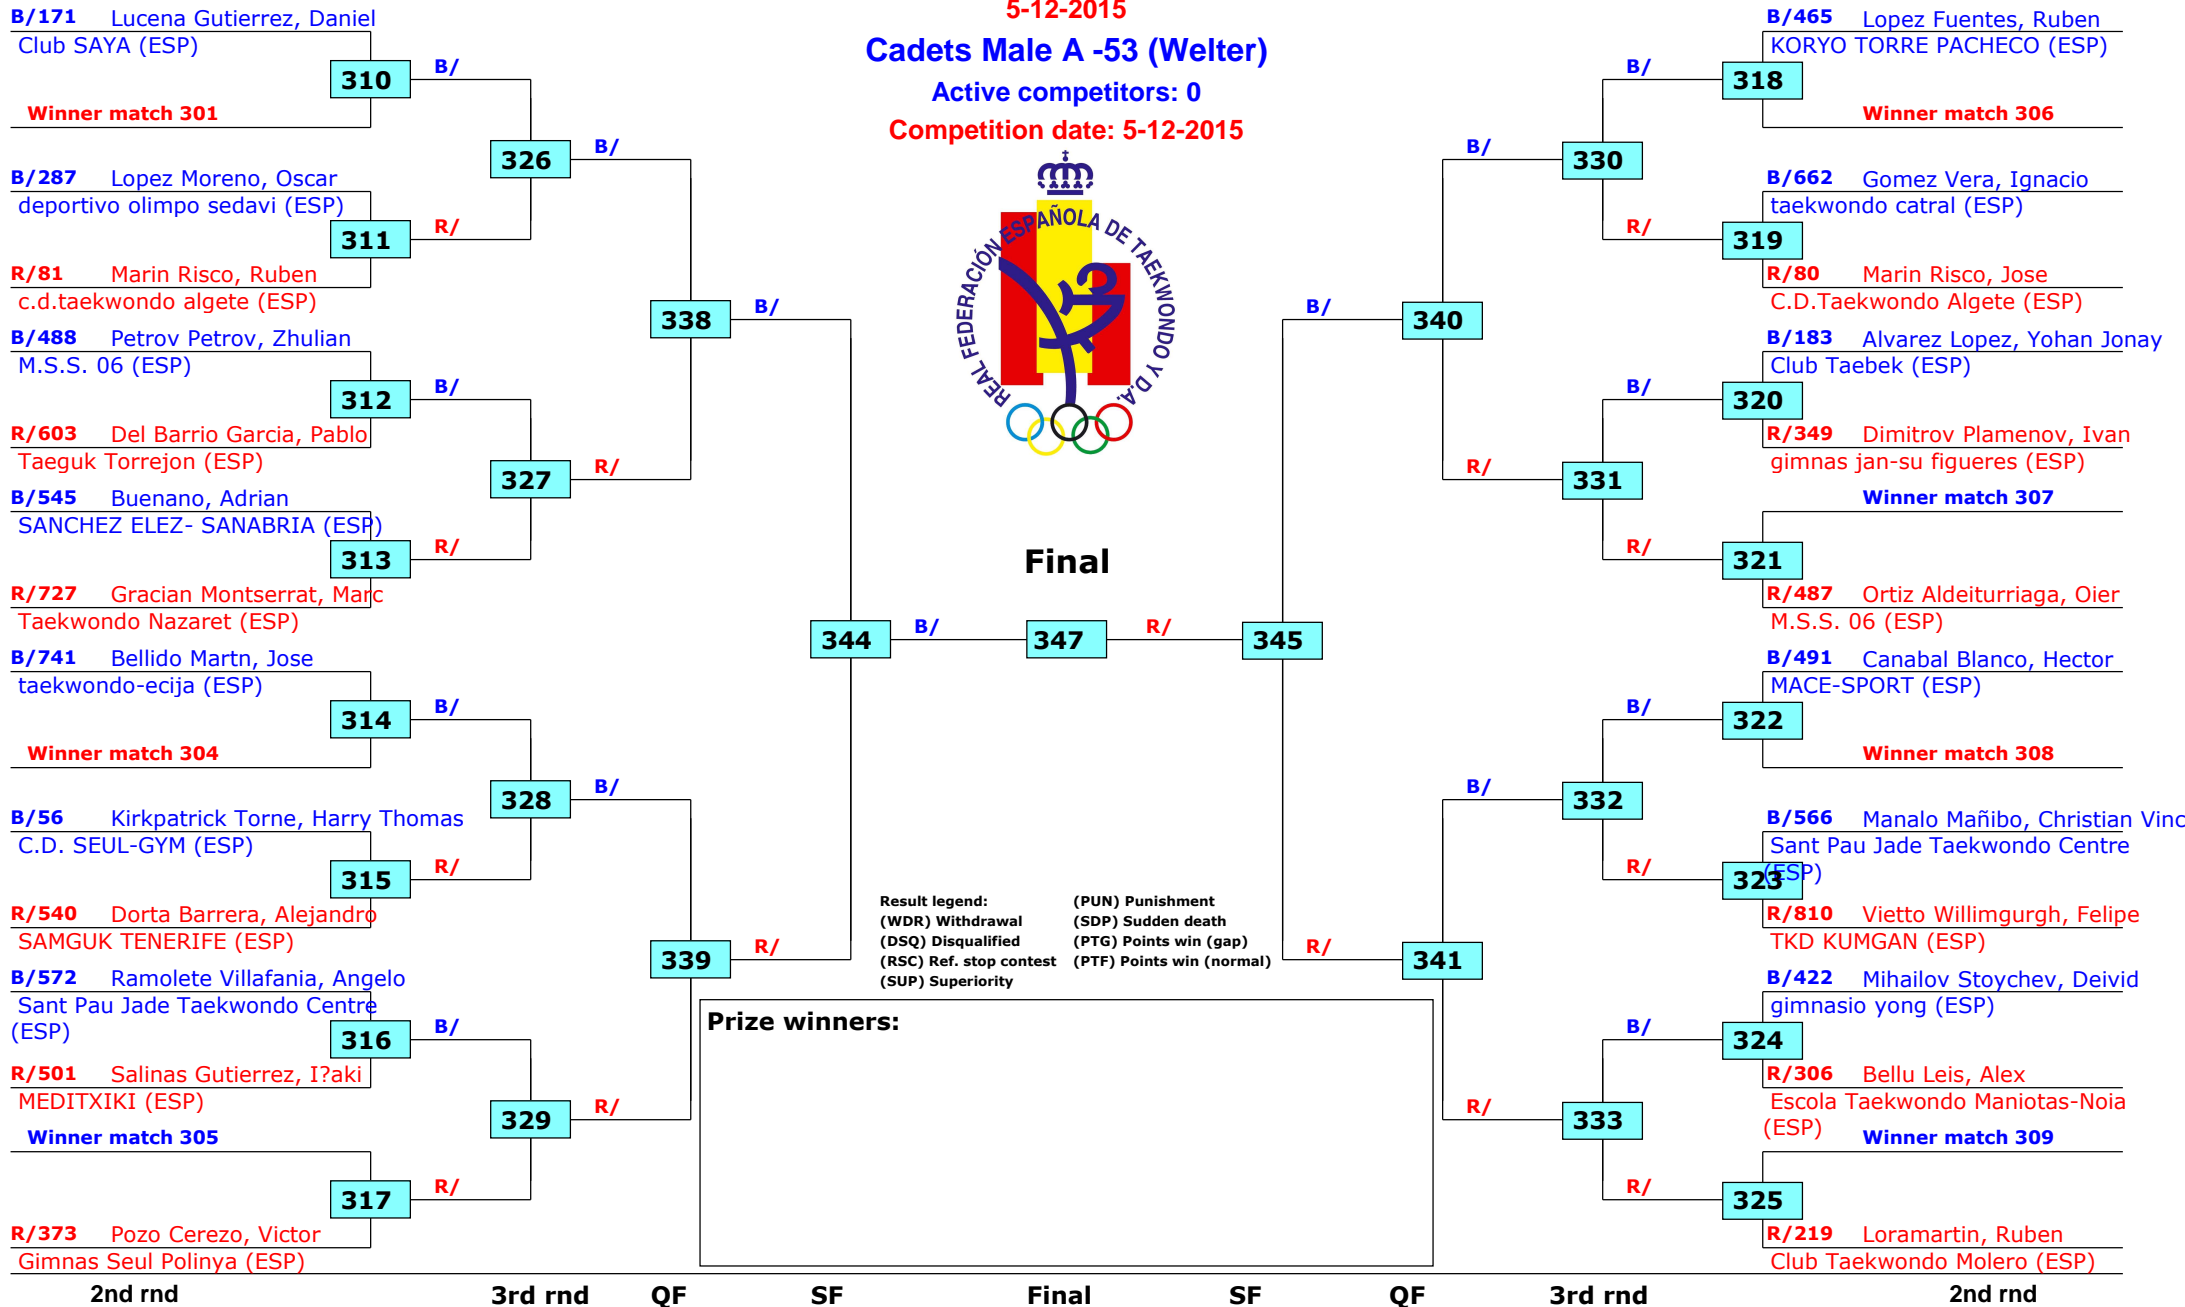 5-12-2015
Cadets Male A -53 (Welter)
Active competitors: 0
Competition date: 5-12-2015
REAL FEDERACIÓN ESPAÑOLA DE TAEKWONDO Y D.A.
B/171 Lucena Gutierrez, Daniel
Club SAYA (ESP)
310
B/
Winner match 301
326
B/
B/287 Lopez Moreno, Oscar
deportivo olimpo sedavi (ESP)
311
R/
R/81 Marin Risco, Ruben
c.d.taekwondo algete (ESP)
338
B/
B/488 Petrov Petrov, Zhulian
M.S.S. 06 (ESP)
312
B/
R/603 Del Barrio Garcia, Pablo
Taeguk Torrejon (ESP)
327
R/
B/545 Buenano, Adrian
SANCHEZ ELEZ- SANABRIA (ESP)
313
R/
R/727 Gracian Montserrat, Marc
Taekwondo Nazaret (ESP)
344
B/
B/741 Bellido Martn, Jose
taekwondo-ecija (ESP)
314
B/
Winner match 304
328
B/
B/56 Kirkpatrick Torne, Harry Thomas
C.D. SEUL-GYM (ESP)
315
R/
R/540 Dorta Barrera, Alejandro
SAMGUK TENERIFE (ESP)
339
R/
B/572 Ramolete Villafania, Angelo
Sant Pau Jade Taekwondo Centre
(ESP)
316
B/
R/501 Salinas Gutierrez, I?aki
MEDITXIKI (ESP)
329
R/
Winner match 305
317
R/
R/373 Pozo Cerezo, Victor
Gimnas Seul Polinya (ESP)
Final
347
R/
345
B/465 Lopez Fuentes, Ruben
KORYO TORRE PACHECO (ESP)
B/
318
Winner match 306
B/
330
B/662 Gomez Vera, Ignacio
taekwondo catral (ESP)
R/
319
R/80 Marin Risco, Jose
C.D.Taekwondo Algete (ESP)
B/
340
B/183 Alvarez Lopez, Yohan Jonay
Club Taebek (ESP)
B/
320
R/349 Dimitrov Plamenov, Ivan
gimnas jan-su figueres (ESP)
R/
331
Winner match 307
R/
321
R/487 Ortiz Aldeiturriaga, Oier
M.S.S. 06 (ESP)
B/491 Canabal Blanco, Hector
MACE-SPORT (ESP)
B/
322
Winner match 308
B/
332
B/566 Manalo Mañibo, Christian Vinc
Sant Pau Jade Taekwondo Centre
(ESP)
R/
323
R/810 Vietto Willimgurgh, Felipe
TKD KUMGAN (ESP)
R/
341
B/422 Mihailov Stoychev, Deivid
gimnasio yong (ESP)
B/
324
R/306 Bellu Leis, Alex
Escola Taekwondo Maniotas-Noia
(ESP)
R/
333
Winner match 309
R/
325
R/219 Loramartin, Ruben
Club Taekwondo Molero (ESP)
Result legend: (PUN) Punishment
(WDR) Withdrawal (SDP) Sudden death
(DSQ) Disqualified (PTG) Points win (gap)
(RSC) Ref. stop contest (PTF) Points win (normal)
(SUP) Superiority
Prize winners:
2nd rnd 3rd rnd QF SF Final SF QF 3rd rnd 2nd rnd